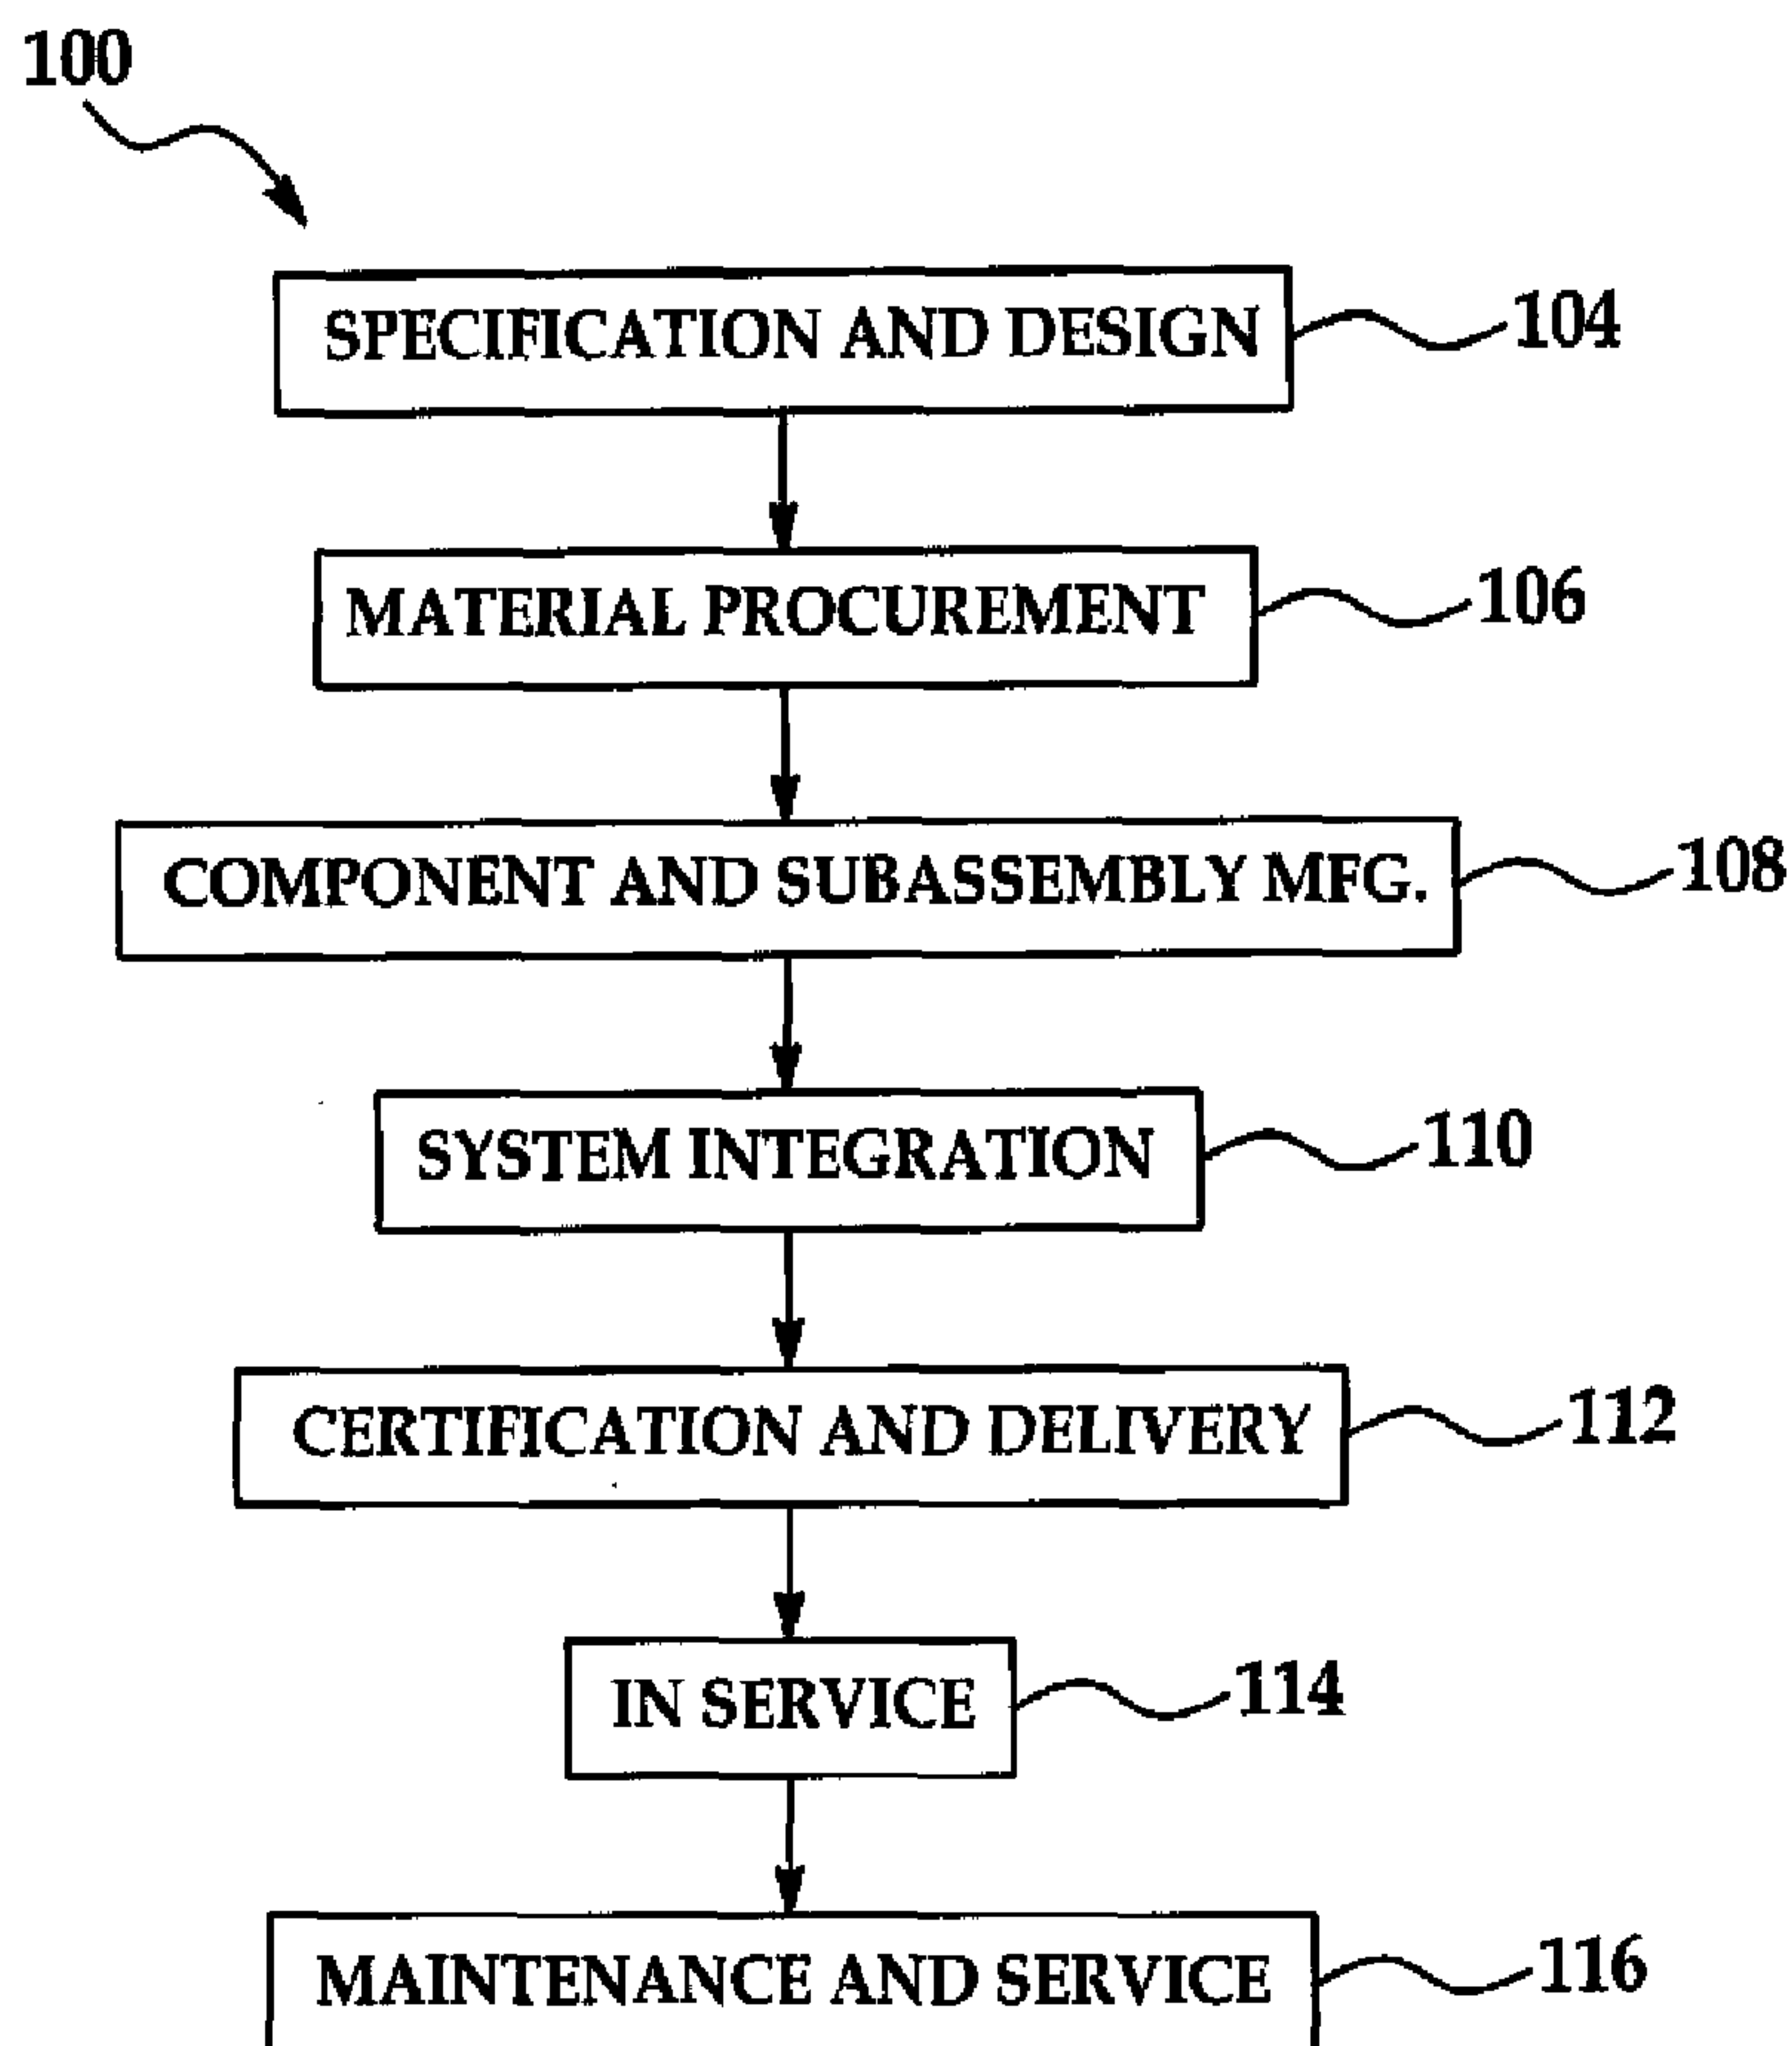 100
SPECIFICATION AND DESIGN 104
MATERIAL PROCUREMENT 106
COMPONENT AND SUBASSEMBLY MFG. 108
SYSTEM INTEGRATION 110
CERTIFICATION AND DELIVERY 112
IN SERVICE 114
MAINTENANCE AND SERVICE 116